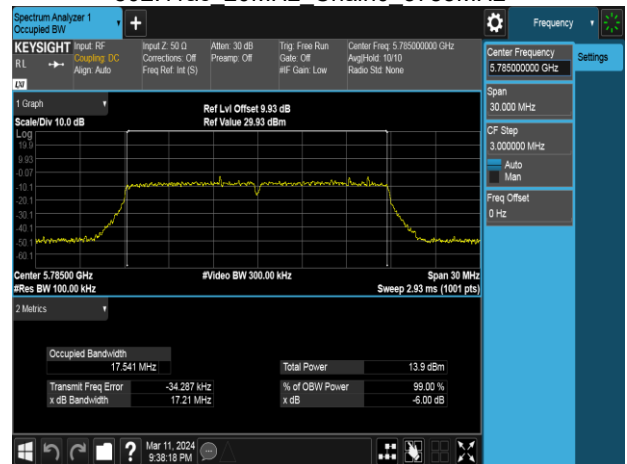 Spectrum Analyzer 1
Occupied BW
+
Frequency
KEYSIGHT
RL
LXI
Input: RF
Coupling: DC
Align: Auto
Input Z: 50 Ω
Corrections: Off
Freq Ref: Int (S)
Atten: 30 dB
Preamp: Off
Trig: Free Run
Gate: Off
#IF Gain: Low
Center Freq: 5.785000000 GHz
Avg|Hold: 10/10
Radio Std: None
Center Frequency
5.785000000 GHz
Settings
Span
30.000 MHz
CF Step
3.000000 MHz
Auto
Man
Freq Offset
0 Hz
1 Graph
Scale/Div 10.0 dB
Ref Lvl Offset 9.93 dB
Ref Value 29.93 dBm
Log
19.9
9.93
-0.07
-10.1
-20.1
-30.1
-40.1
-50.1
-60.1
Center 5.78500 GHz
#Res BW 100.00 kHz
#Video BW 300.00 kHz
Span 30 MHz
Sweep 2.93 ms (1001 pts)
2 Metrics
Occupied Bandwidth
17.541 MHz
Total Power 13.9 dBm
Transmit Freq Error -34.287 kHz
% of OBW Power 99.00 %
x dB Bandwidth 17.21 MHz
x dB -6.00 dB
?
Mar 11, 2024
9:38:18 PM